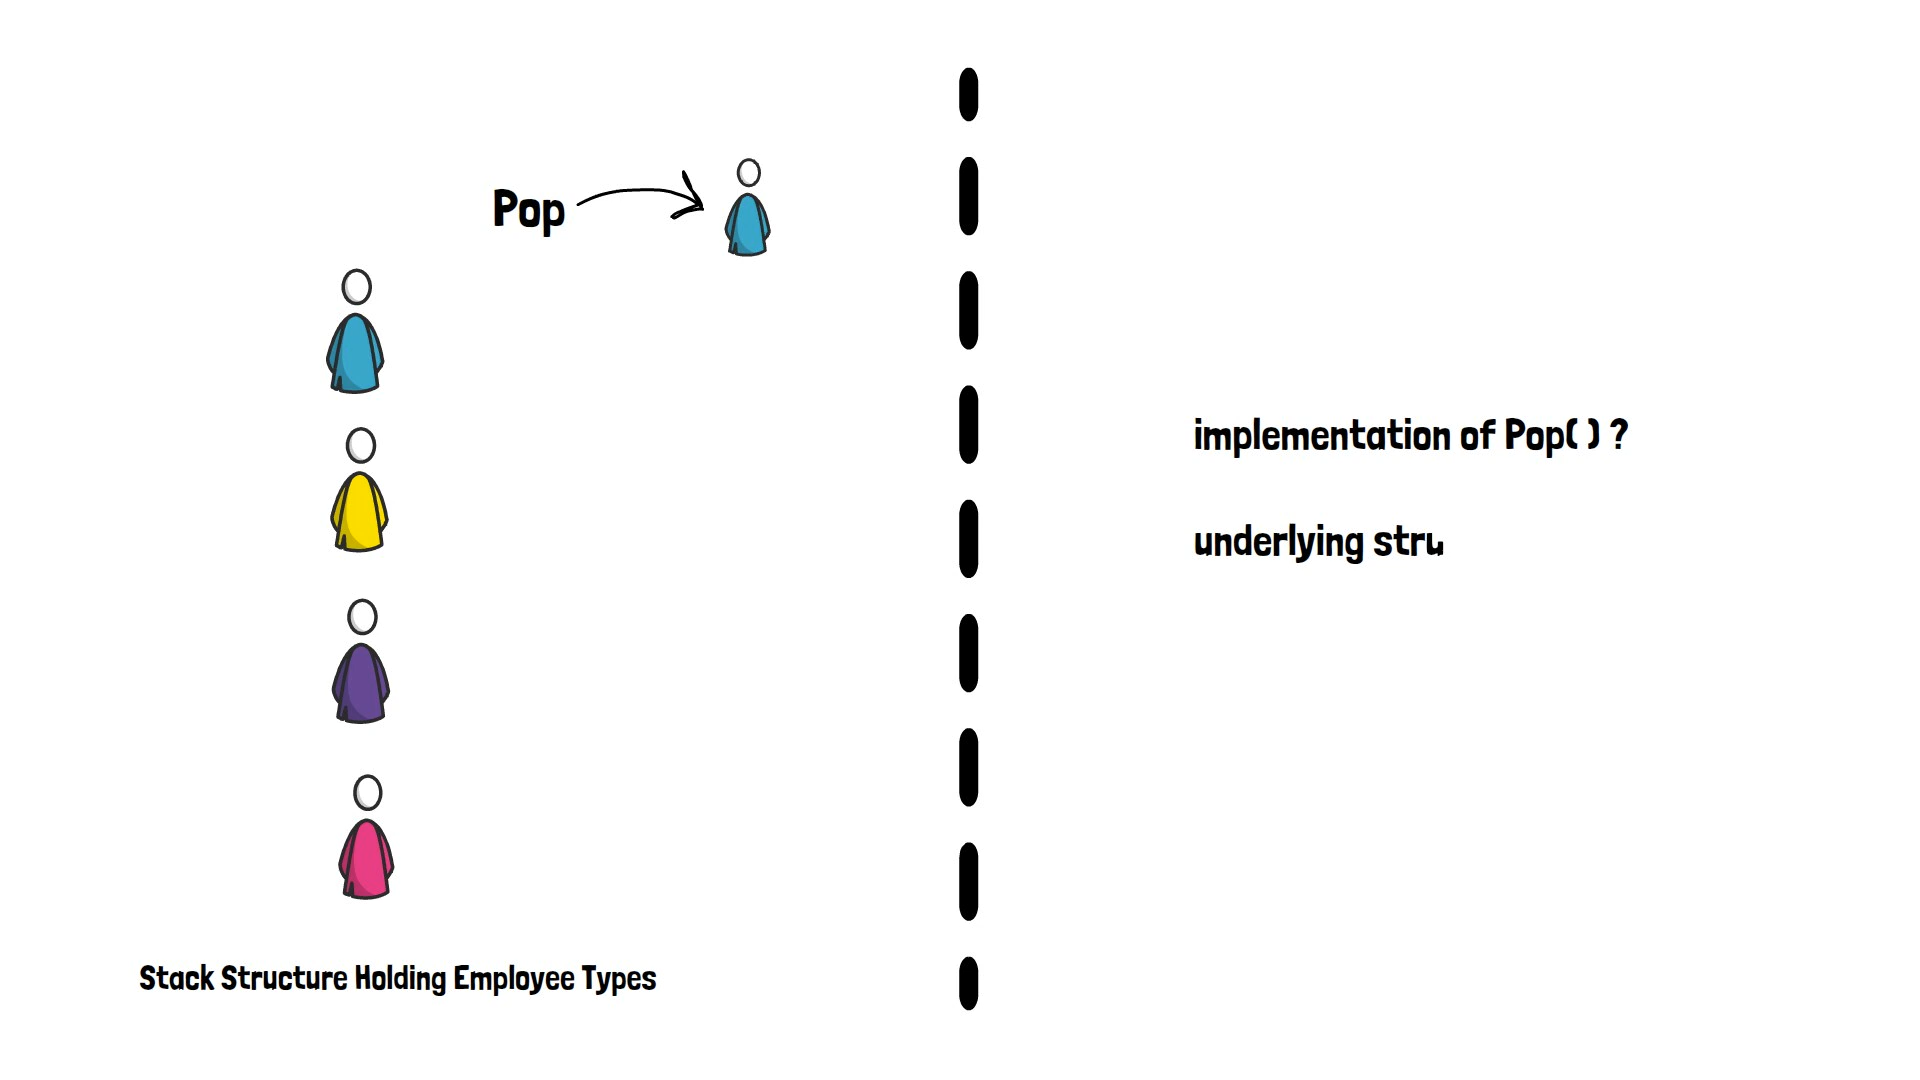 Pop
Stack Structure Holding Employee Types
implementation of Pop( ) ?
underlying stru